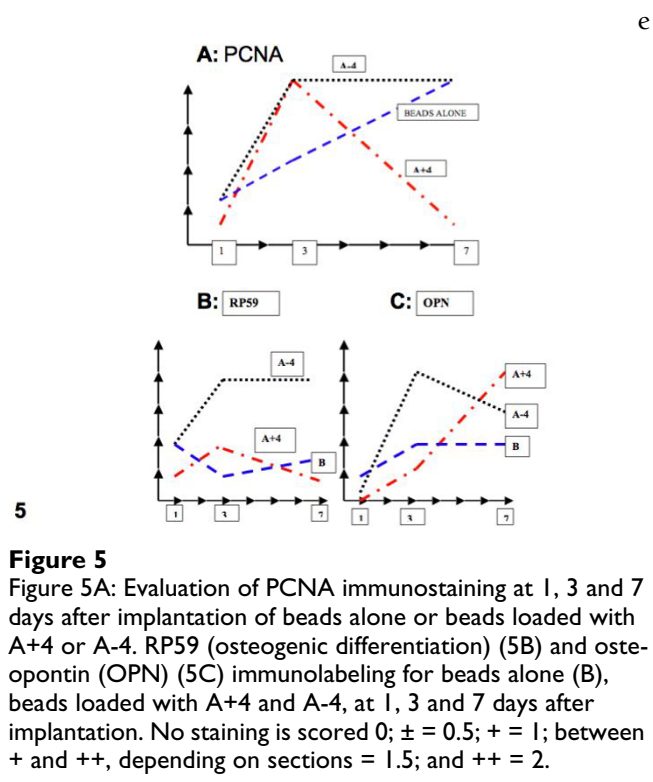 e
A: PCNA
A-4
BEADS ALONE
A+4
1
3
7
B: RP59
C: OPN
A-4
A+4
B
A+4
A-4
B
1
3
7
1
3
7
5
Figure 5
Figure 5A: Evaluation of PCNA immunostaining at 1, 3 and 7
days after implantation of beads alone or beads loaded with
A+4 or A-4. RP59 (osteogenic differentiation) (5B) and oste-
opontin (OPN) (5C) immunolabeling for beads alone (B),
beads loaded with A+4 and A-4, at 1, 3 and 7 days after
implantation. No staining is scored 0; ± = 0.5; + = 1; between
+ and ++, depending on sections = 1.5; and ++ = 2.